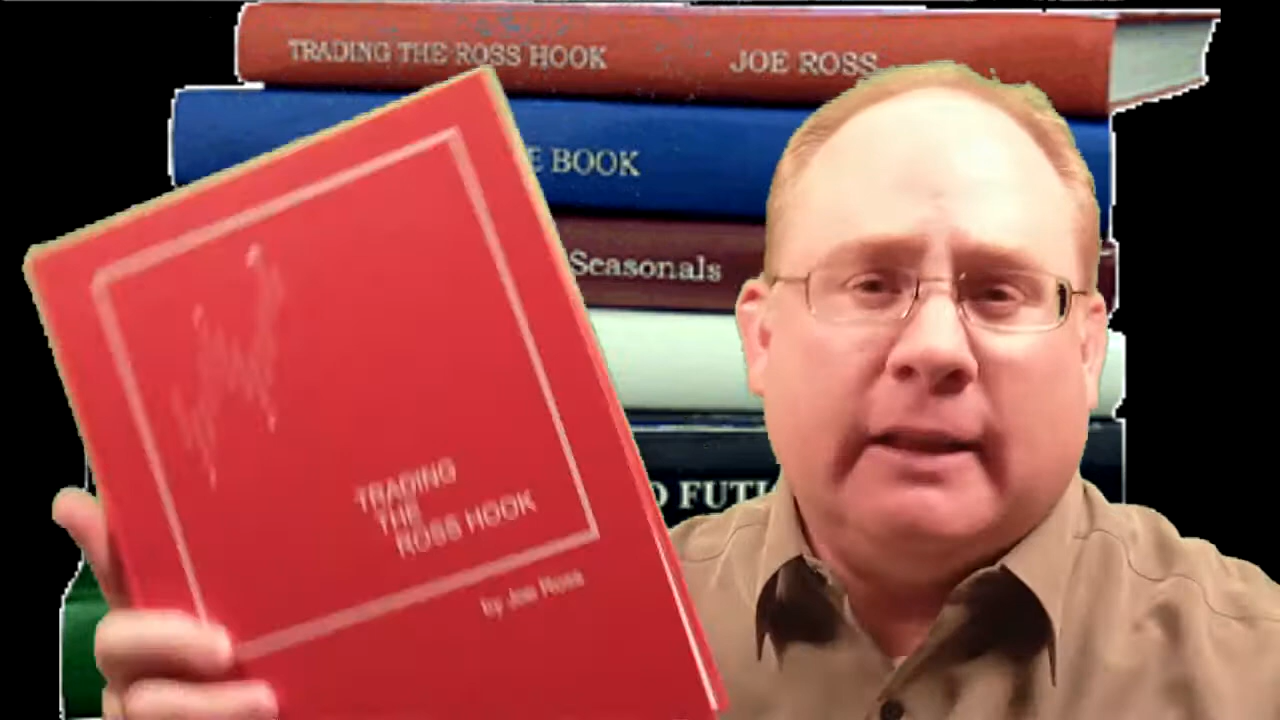 TRADING THE ROSS HOOK JOE ROSS
E BOOK
Seasonals
D FUTU
TRADING
THE
ROSS HOOK
by Joe Ross